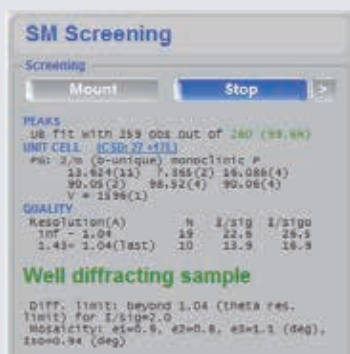 SM Screening
Screening
Mount Stop >
PEAKS
UB fit with 259 obs out of 260 (99.6%)
UNIT CELL (CSD: 27 +17L)
PG: 2/m (b-unique) monoclinic P
13.624(11) 7.365(2) 16.086(4)
90.05(2) 98.52(4) 90.06(4)
V = 1596(1)
QUALITY
Resolution(A) N I/sig I/sigo
inf - 1.04 19 22.6 26.5
1.43- 1.04(last) 10 13.9 16.9
Well diffracting sample
Diff. limit: beyond 1.04 (theta res.
limit) for I/sig=2.0
Mosaicity: e1=0.9, e2=0.8, e3=1.1 (deg),
Iso=0.94 (deg)